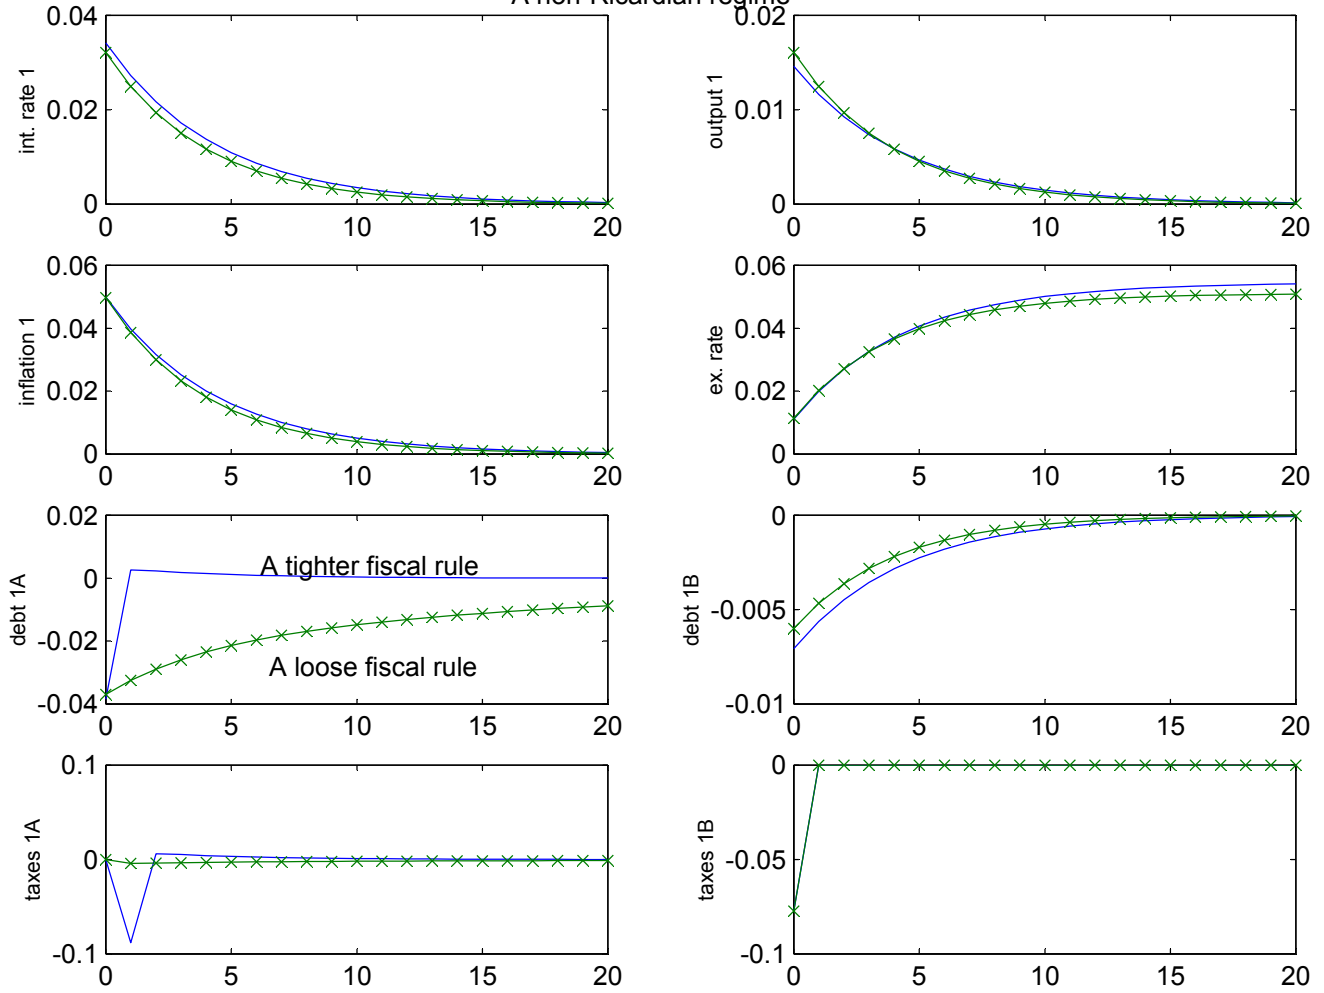 A non-Ricardian regime
0.04
0.02
0
int. rate 1
0 5 10 15 20
0.02
0.01
0
output 1
0 5 10 15 20
0.06
0.04
0.02
0
inflation 1
0 5 10 15 20
0.06
0.04
0.02
0
ex. rate
0 5 10 15 20
0.02
0
-0.02
-0.04
debt 1A
A tighter fiscal rule
A loose fiscal rule
0 5 10 15 20
0
-0.005
-0.01
debt 1B
0 5 10 15 20
0.1
0
-0.1
taxes 1A
0 5 10 15 20
0
-0.05
-0.1
taxes 1B
0 5 10 15 20